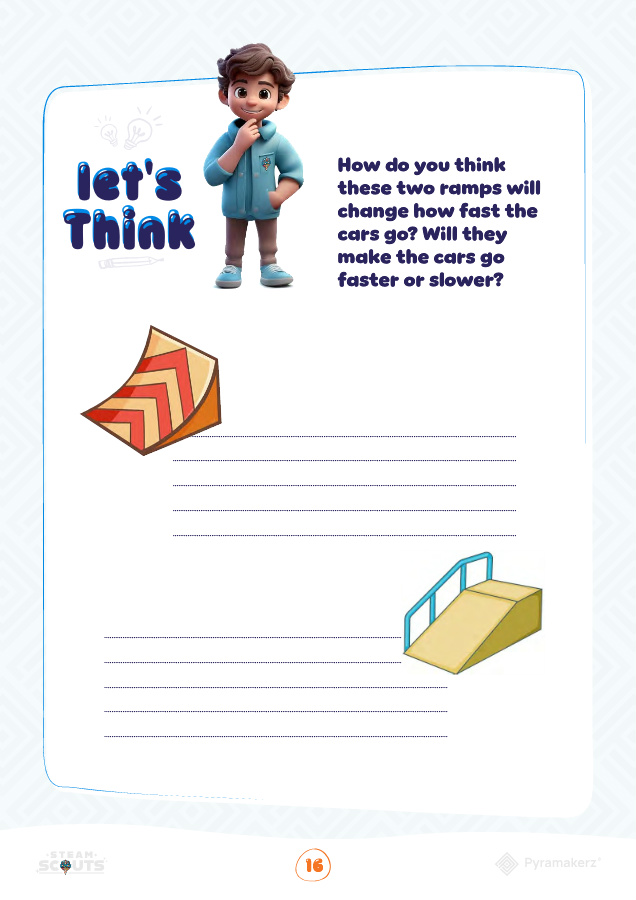 let's
Think
How do you think
these two ramps will
change how fast the
cars go? Will they
make the cars go
faster or slower?
STEAM
SCOUTS
16
Pyramakerz